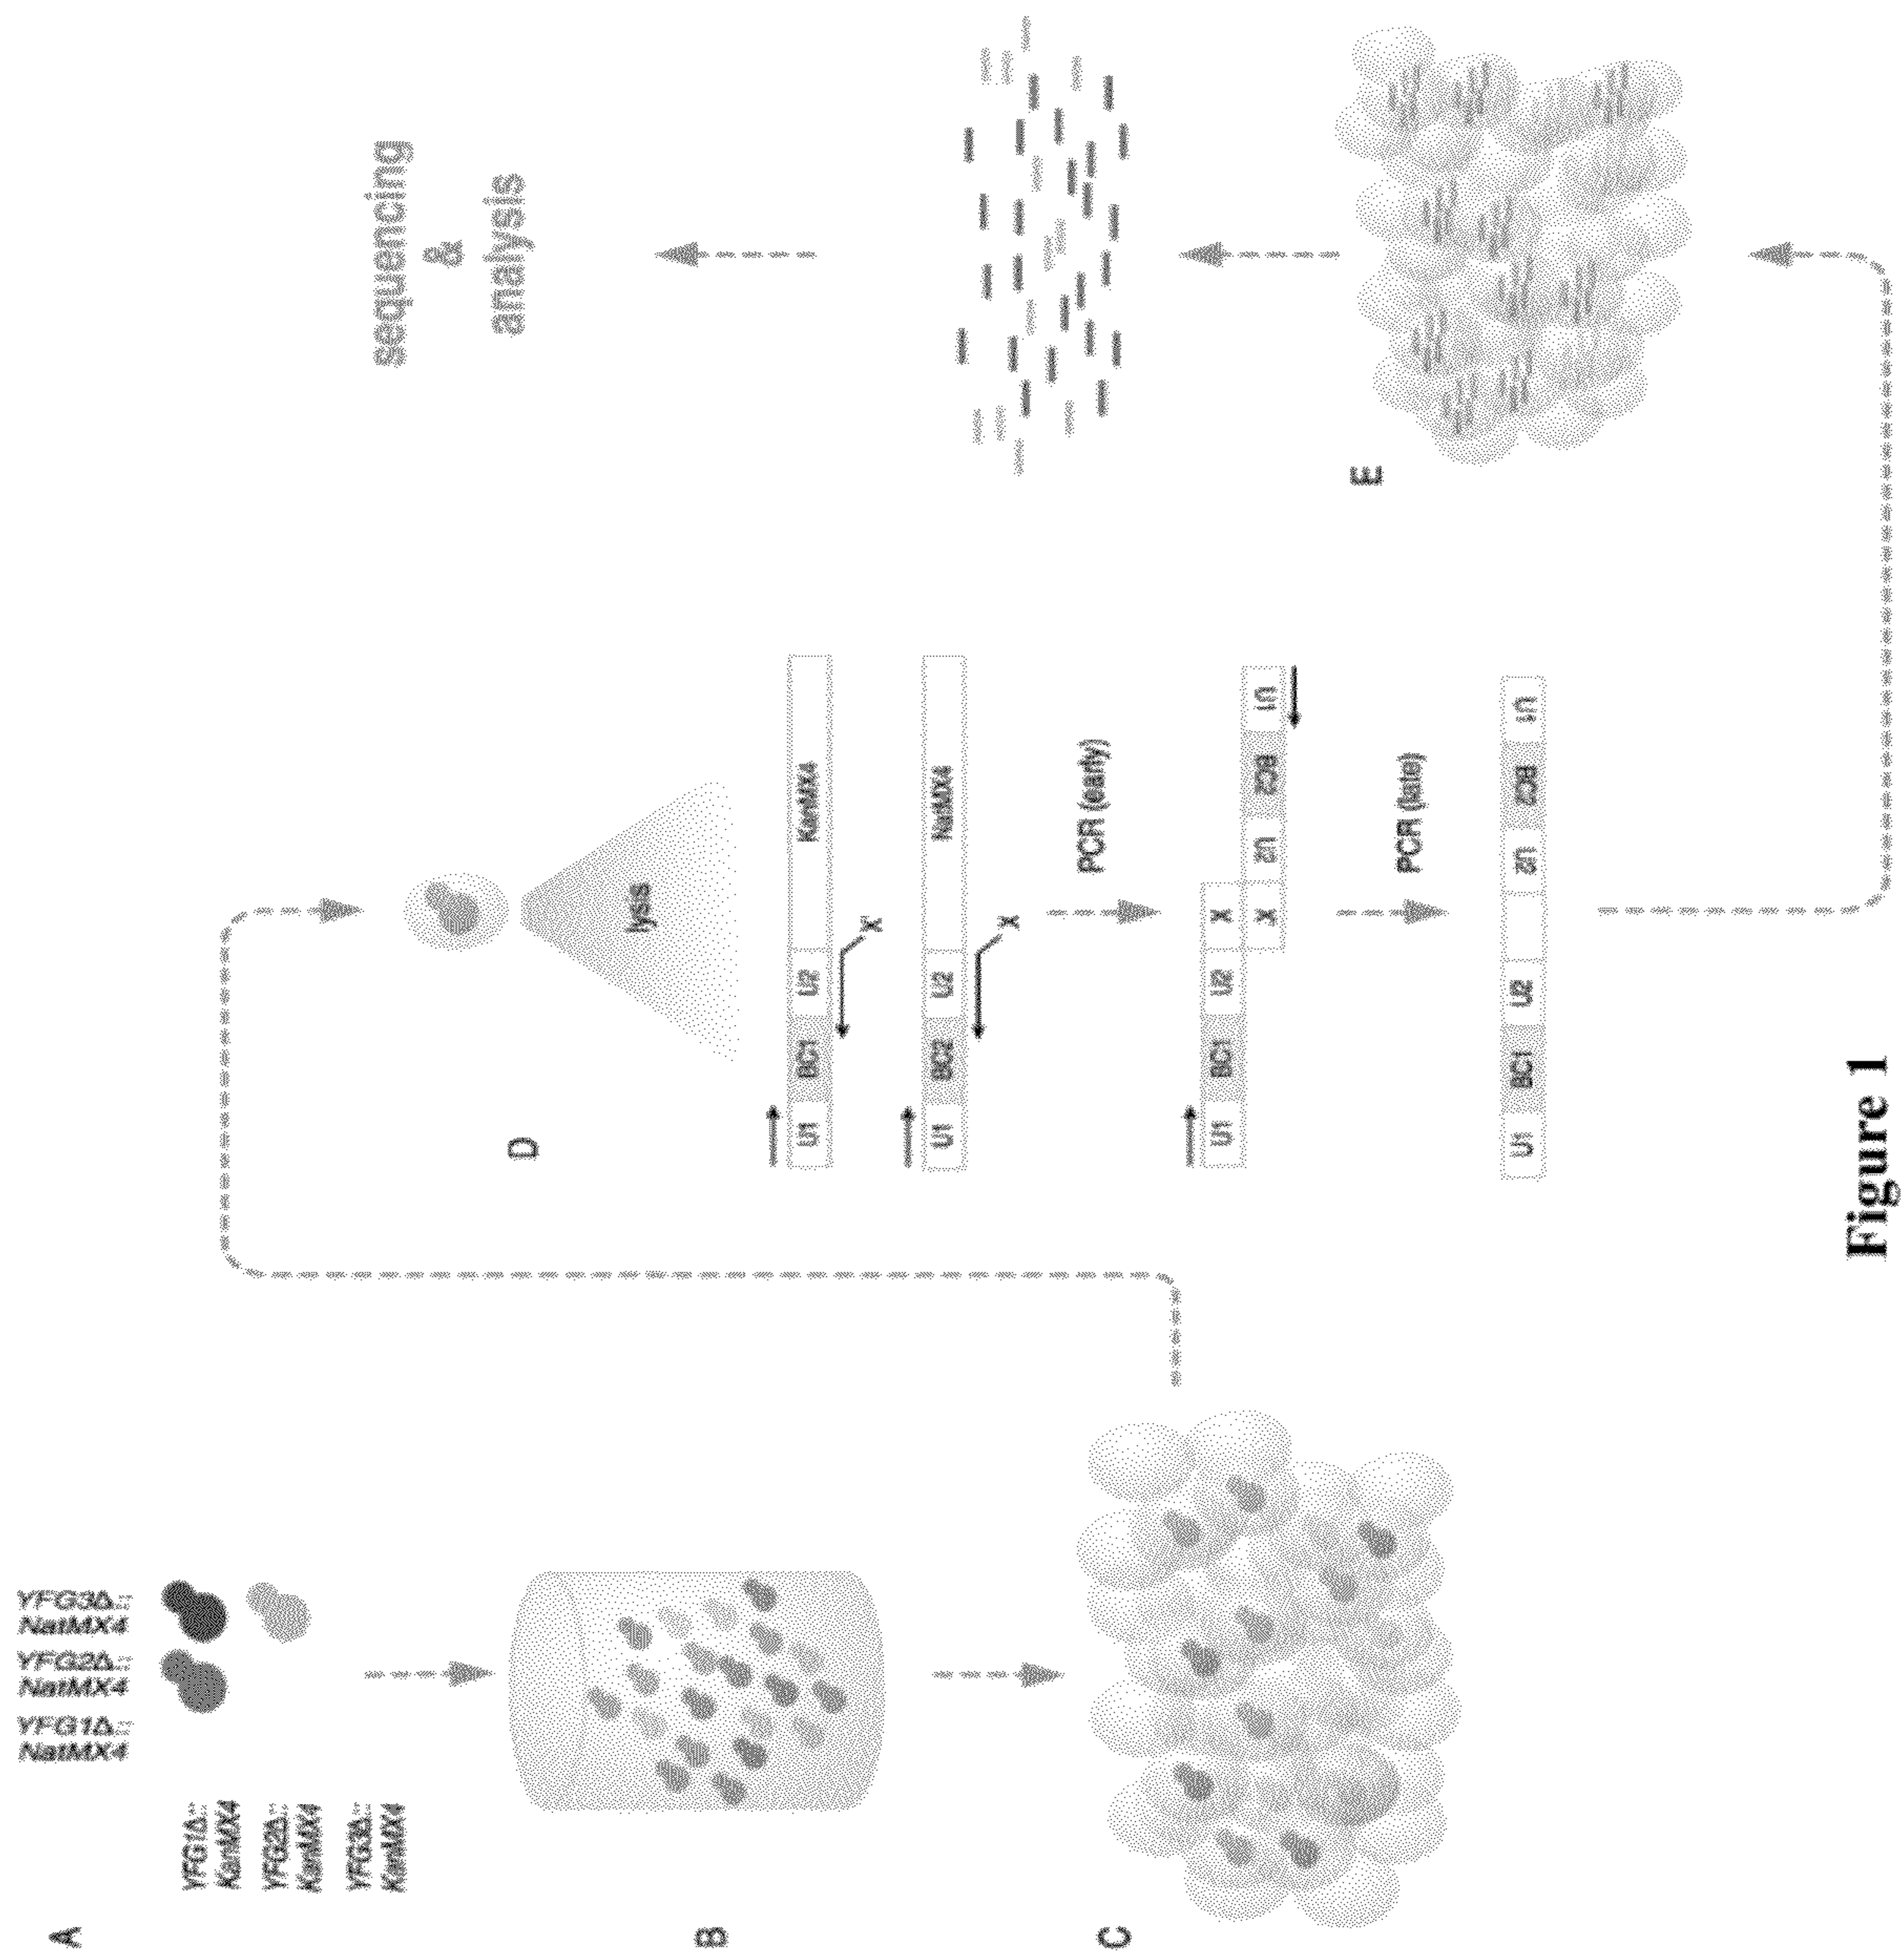 A
YFG1Δ::
NatMX4
YFG2Δ::
NatMX4
YFG3Δ::
NatMX4
YFG1Δ::
KanMX4
YFG2Δ::
KanMX4
YFG3Δ::
KanMX4
B
C
D
lysis
U1 BC1 U2 KanMX4
X'
U1 BC2 U2 NatMX4
X
PCR (early)
U1 BC1 U2 X
X' U2 BC2 U1
PCR (late)
U1 BC1 U2 U2 BC2 U1
E
sequencing
&
analysis
Figure 1